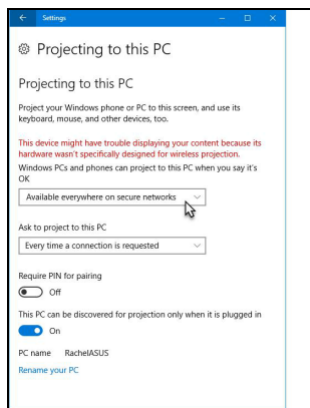 Settings
Projecting to this PC
Projecting to this PC
Project your Windows phone or PC to this screen, and use its
keyboard, mouse, and other devices, too.
This device might have trouble displaying your content because its
hardware wasn't specifically designed for wireless projection.
Windows PCs and phones can project to this PC when you say it's
OK
Available everywhere on secure networks
Ask to project to this PC
Every time a connection is requested
Require PIN for pairing
Off
This PC can be discovered for projection only when it is plugged in
On
PC name RachelASUS
Rename your PC